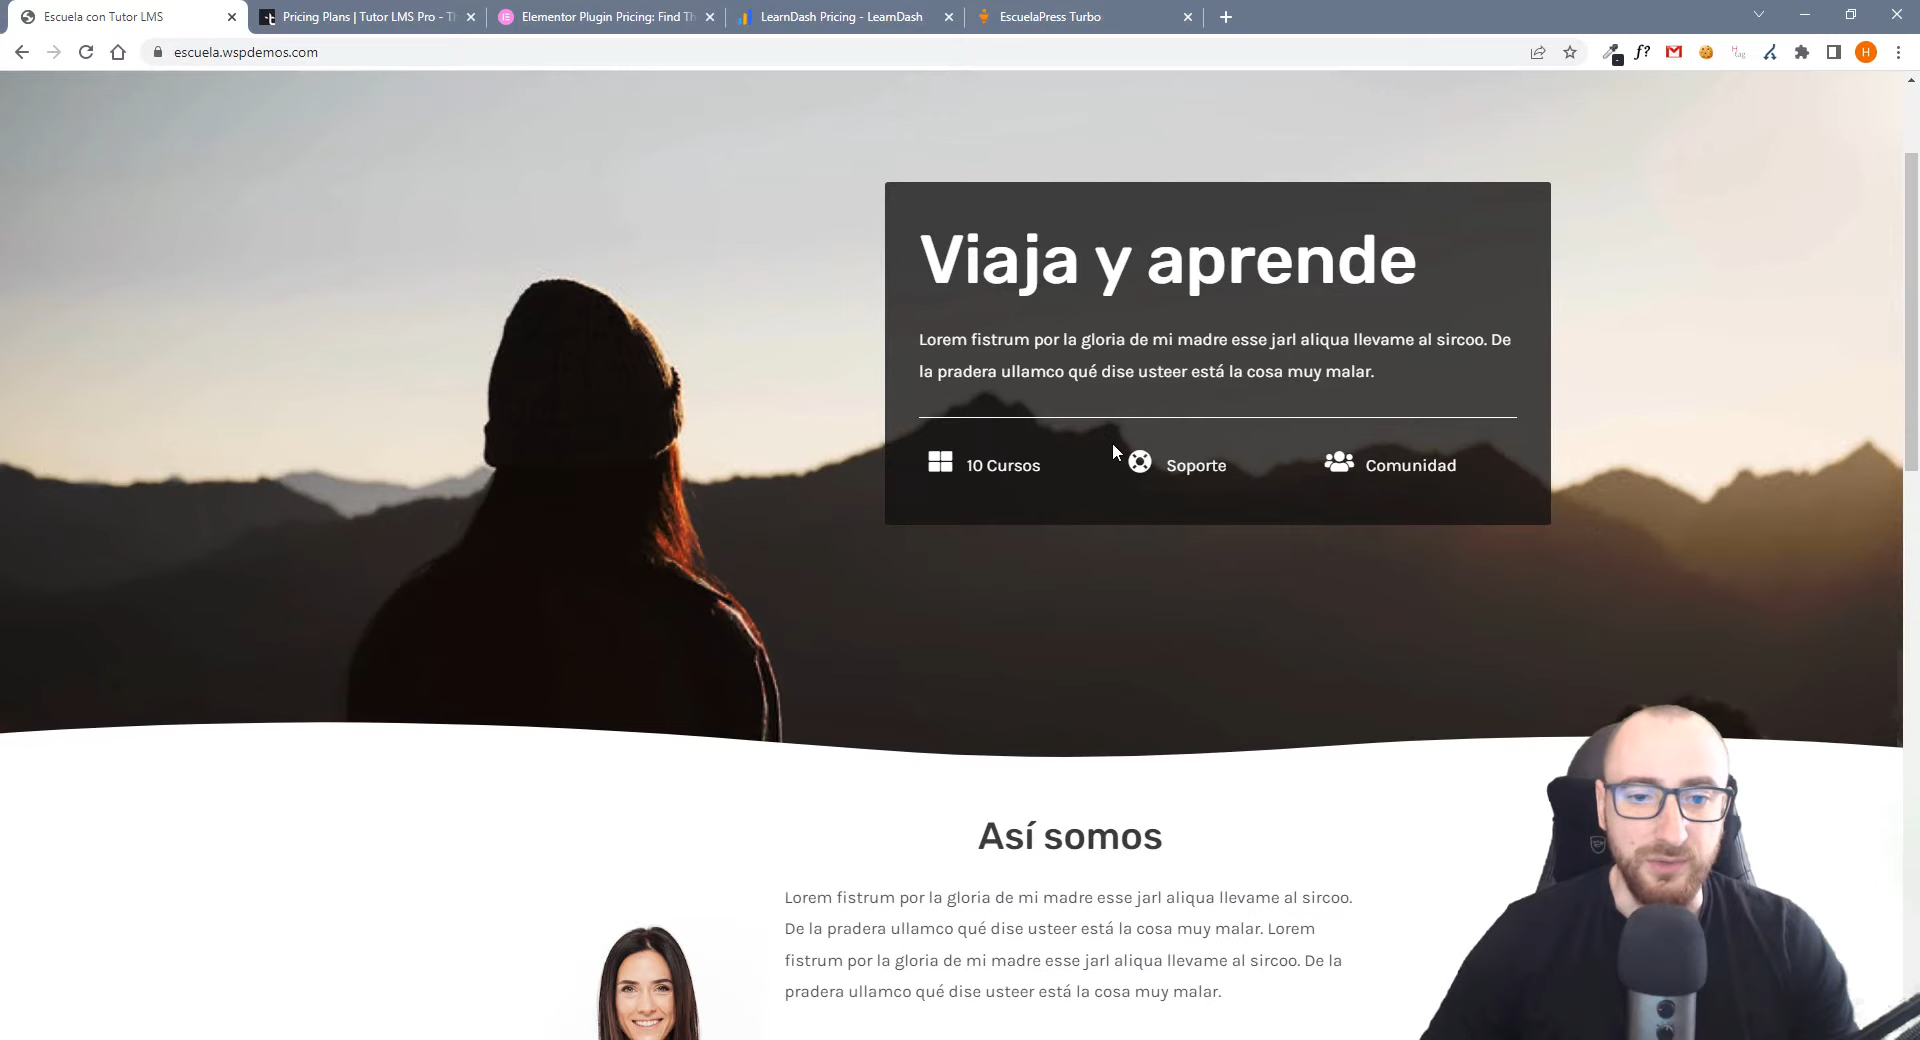 Escuela con Tutor LMS
Pricing Plans | Tutor LMS Pro - Th
Elementor Plugin Pricing: Find Th
LearnDash Pricing - LearnDash
EscuelaPress Turbo
escuela.wspdemos.com
f?
H
Viaja y aprende
Lorem fistrum por la gloria de mi madre esse jarl aliqua llevame al sircoo. De
la pradera ullamco qué dise usteer está la cosa muy malar.
10 Cursos
Soporte
Comunidad
Así somos
Lorem fistrum por la gloria de mi madre esse jarl aliqua llevame al sircoo.
De la pradera ullamco qué dise usteer está la cosa muy malar. Lorem
fistrum por la gloria de mi madre esse jarl aliqua llevame al sircoo. De la
pradera ullamco qué dise usteer está la cosa muy malar.